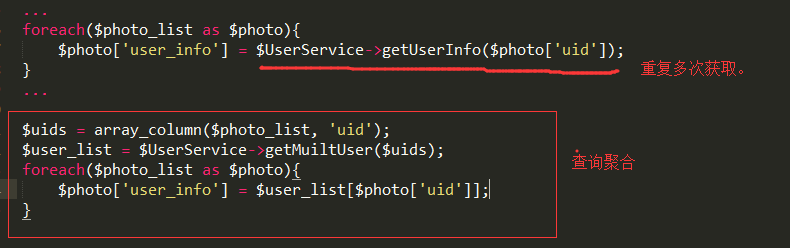 ...
foreach($photo_list as $photo){
    $photo['user_info'] = $UserService->getUserInfo($photo['uid']);
重复多次获取。
}
...
$uids = array_column($photo_list, 'uid');
$user_list = $UserService->getMuiltUser($uids);
foreach($photo_list as $photo){
查询聚合
    $photo['user_info'] = $user_list[$photo['uid']];
}